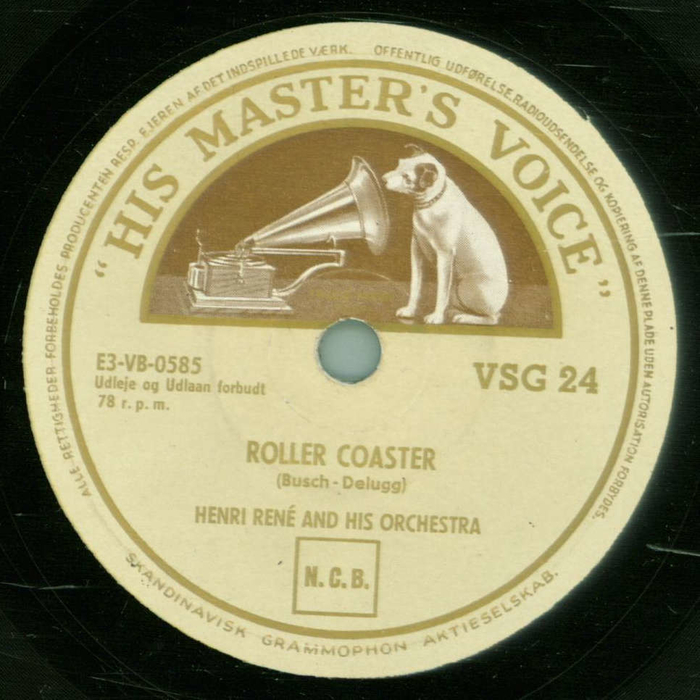 ALLE RETTIGHEDER FORBEHOLDES PRODUCENTEN RESP. EJEREN AF DET INDSPILLEDE VÆRK. OFFENTLIG UDFØRELSE, RADIOUDSENDELSE OG KOPIERING AF DENNE PLADE UDEN AUTORISATION FORBYDES.
"HIS MASTER'S VOICE"
E3-VB-0585
Udleje og Udlaan forbudt
78 r. p. m.
VSG 24
ROLLER COASTER
(Busch - Delugg)
HENRI RENÉ AND HIS ORCHESTRA
N. C. B.
SKANDINAVISK GRAMMOPHON AKTIESELSKAB.